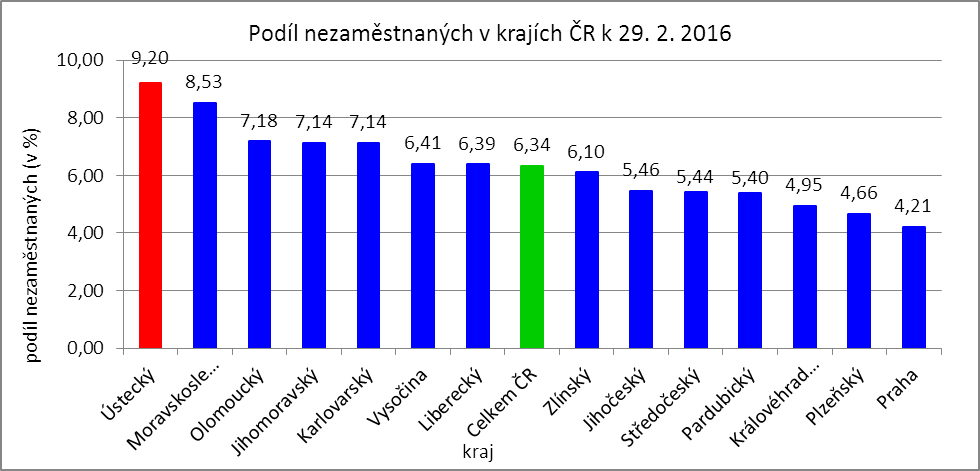 Podíl nezaměstnaných v krajích ČR k 29. 2. 2016
podíl nezaměstnaných (v %)
10,00
8,00
6,00
4,00
2,00
0,00
9,20
8,53
7,18
7,14
7,14
6,41
6,39
6,34
6,10
5,46
5,44
5,40
4,95
4,66
4,21
Ústecký
Moravskosle...
Olomoucký
Jihomoravský
Karlovarský
Vysočina
Liberecký
Celkem ČR
Zlínský
Jihočeský
Středočeský
Pardubický
Královéhrad...
Plzeňský
Praha
kraj